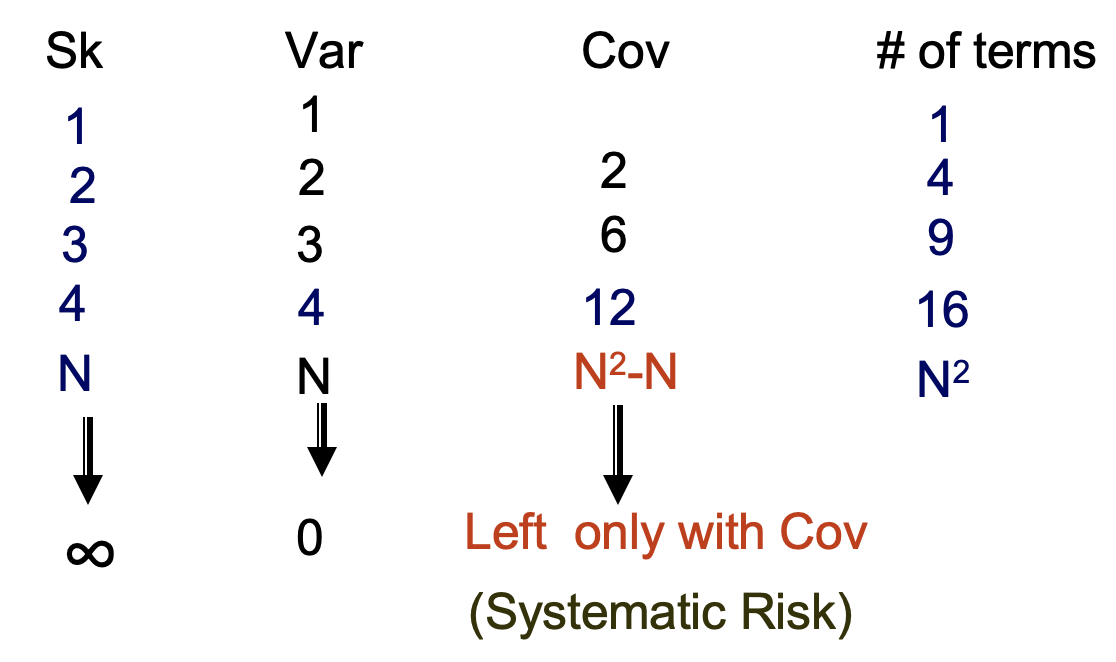 Sk Var Cov # of terms
1 1 1
2 2 2 4
3 3 6 9
4 4 12 16
N N N²-N N²
∞ 0 Left only with Cov
(Systematic Risk)